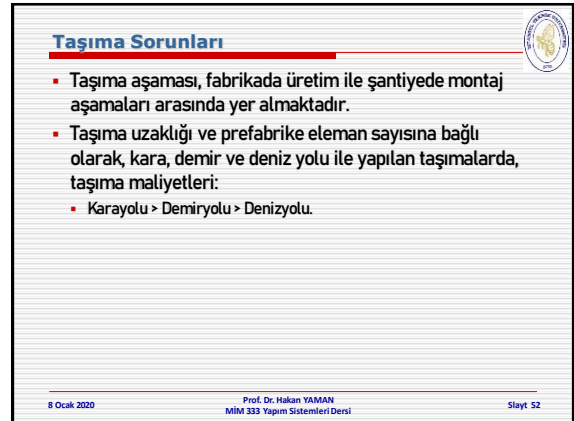 Taşıma Sorunları
Taşıma aşaması, fabrikada üretim ile şantiyede montaj
aşamaları arasında yer almaktadır.
Taşıma uzaklığı ve prefabrike eleman sayısına bağlı
olarak, kara, demir ve deniz yolu ile yapılan taşımalarda,
taşıma maliyetleri:
Karayolu > Demiryolu > Denizyolu.
8 Ocak 2020
Prof. Dr. Hakan YAMAN
MİM 333 Yapım Sistemleri Dersi
Slayt 52